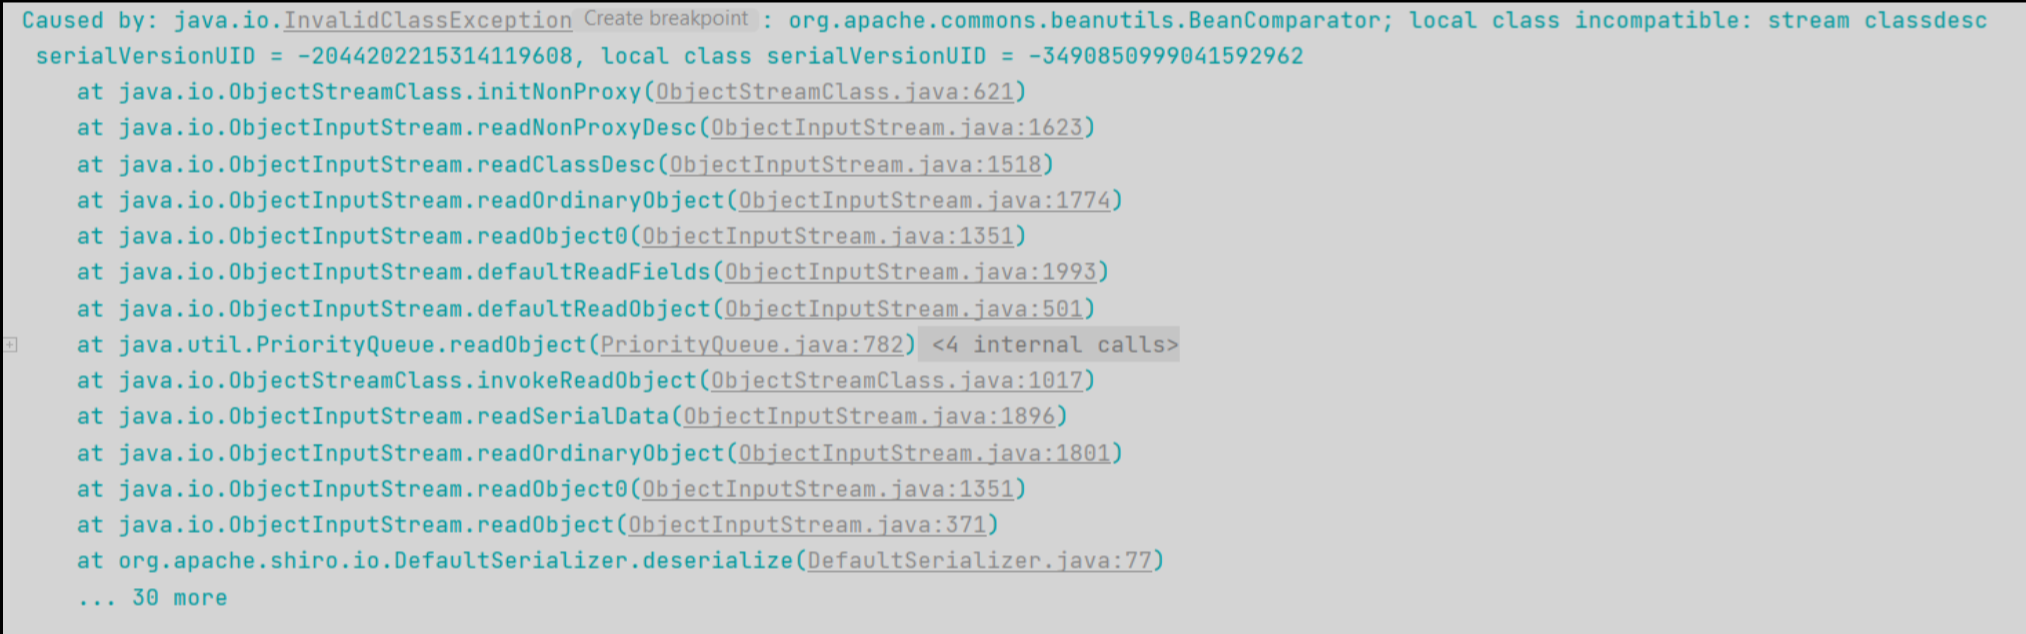 Caused by: java.io.InvalidClassException Create breakpoint : org.apache.commons.beanutils.BeanComparator; local class incompatible: stream classdesc
serialVersionUID = -2044202215314119608, local class serialVersionUID = -3490850999041592962
at java.io.ObjectStreamClass.initNonProxy(ObjectStreamClass.java:621)
at java.io.ObjectInputStream.readNonProxyDesc(ObjectInputStream.java:1623)
at java.io.ObjectInputStream.readClassDesc(ObjectInputStream.java:1518)
at java.io.ObjectInputStream.readOrdinaryObject(ObjectInputStream.java:1774)
at java.io.ObjectInputStream.readObject0(ObjectInputStream.java:1351)
at java.io.ObjectInputStream.defaultReadFields(ObjectInputStream.java:1993)
at java.io.ObjectInputStream.defaultReadObject(ObjectInputStream.java:501)
at java.util.PriorityQueue.readObject(PriorityQueue.java:782) <4 internal calls>
at java.io.ObjectStreamClass.invokeReadObject(ObjectStreamClass.java:1017)
at java.io.ObjectInputStream.readSerialData(ObjectInputStream.java:1896)
at java.io.ObjectInputStream.readOrdinaryObject(ObjectInputStream.java:1801)
at java.io.ObjectInputStream.readObject0(ObjectInputStream.java:1351)
at java.io.ObjectInputStream.readObject(ObjectInputStream.java:371)
at org.apache.shiro.io.DefaultSerializer.deserialize(DefaultSerializer.java:77)
... 30 more